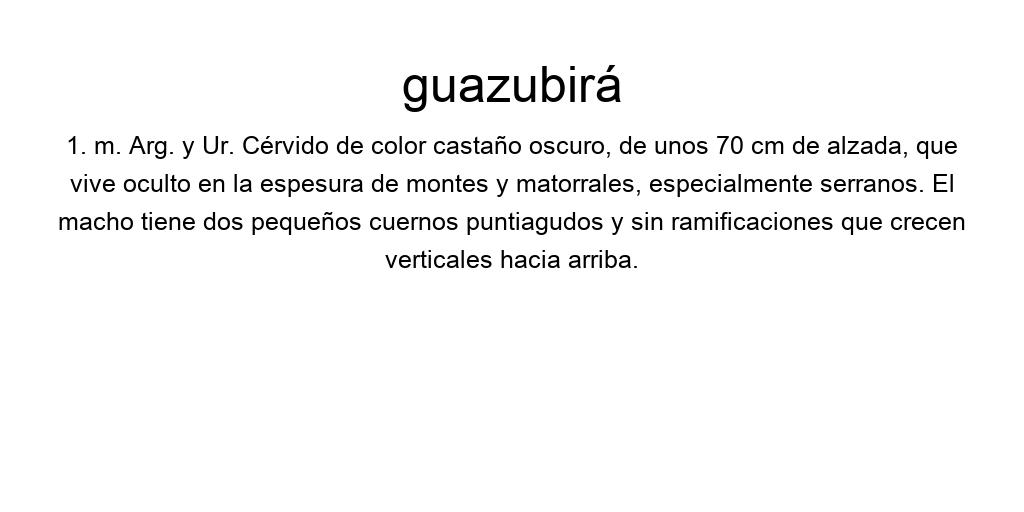 guazubirá
1. m. Arg. y Ur. Cérvido de color castaño oscuro, de unos 70 cm de alzada, que
vive oculto en la espesura de montes y matorrales, especialmente serranos. El
macho tiene dos pequeños cuernos puntiagudos y sin ramificaciones que crecen
verticales hacia arriba.